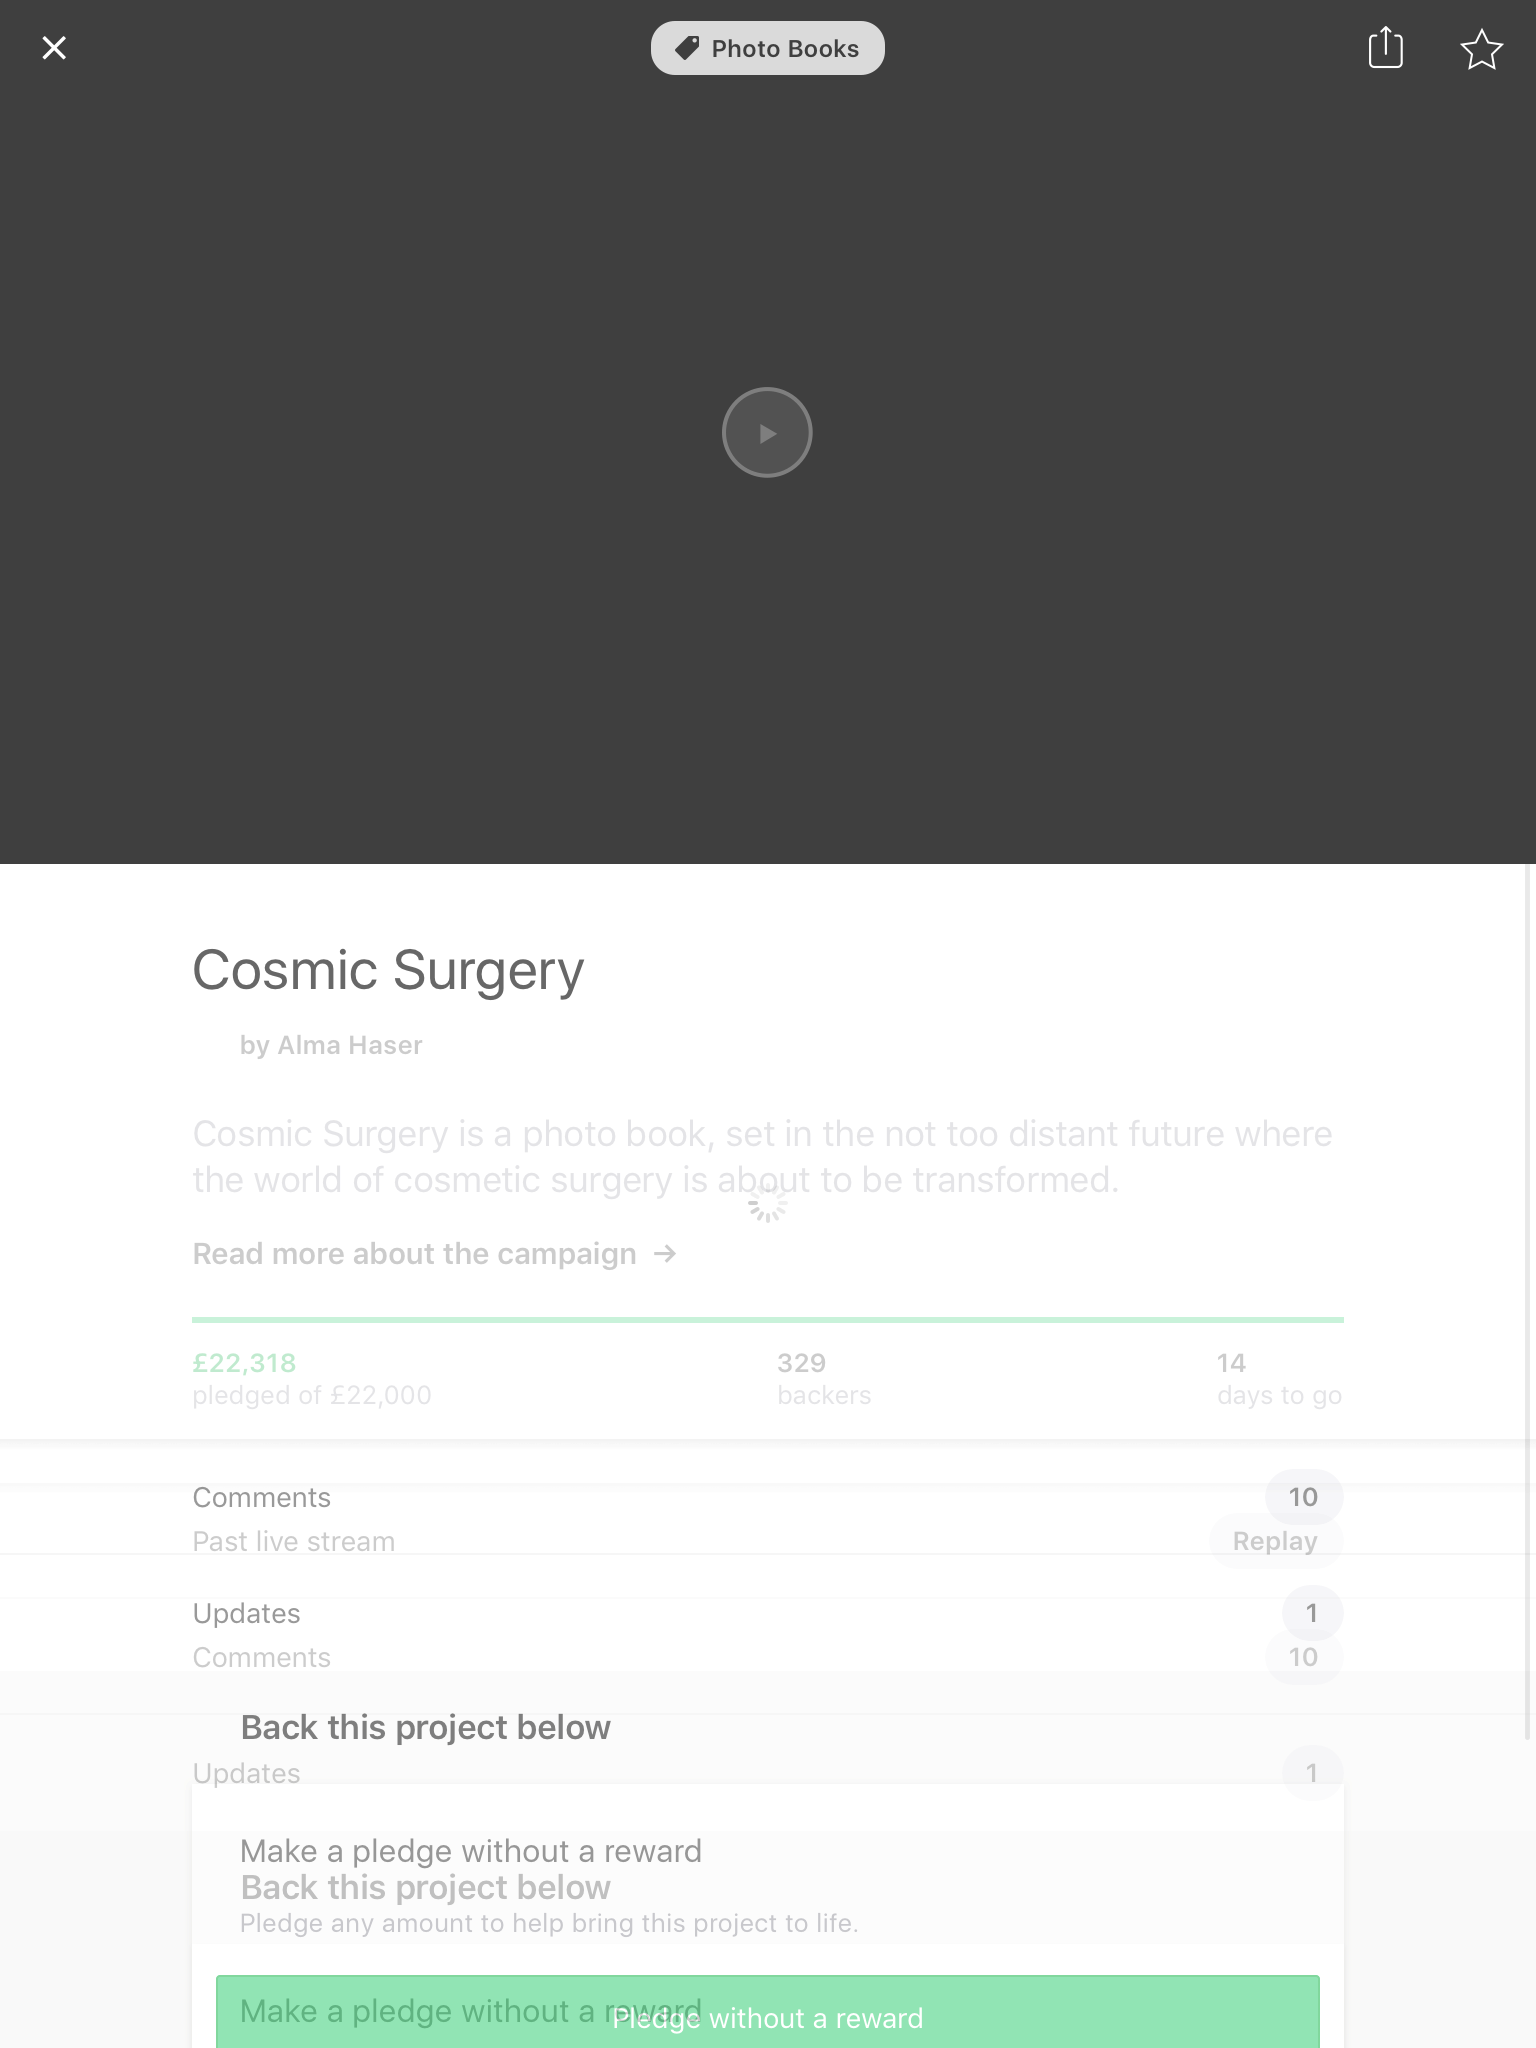 Photo Books
Cosmic Surgery
by Alma Haser
Cosmic Surgery is a photo book, set in the not too distant future where
the world of cosmetic surgery is about to be transformed.
Read more about the campaign →
£22,318
pledged of £22,000
329
backers
14
days to go
Comments 10
Past live stream Replay
Updates 1
Comments 10
Back this project below
Updates 1
Make a pledge without a reward
Back this project below
Pledge any amount to help bring this project to life.
Make a pledge without a reward
Pledge without a reward